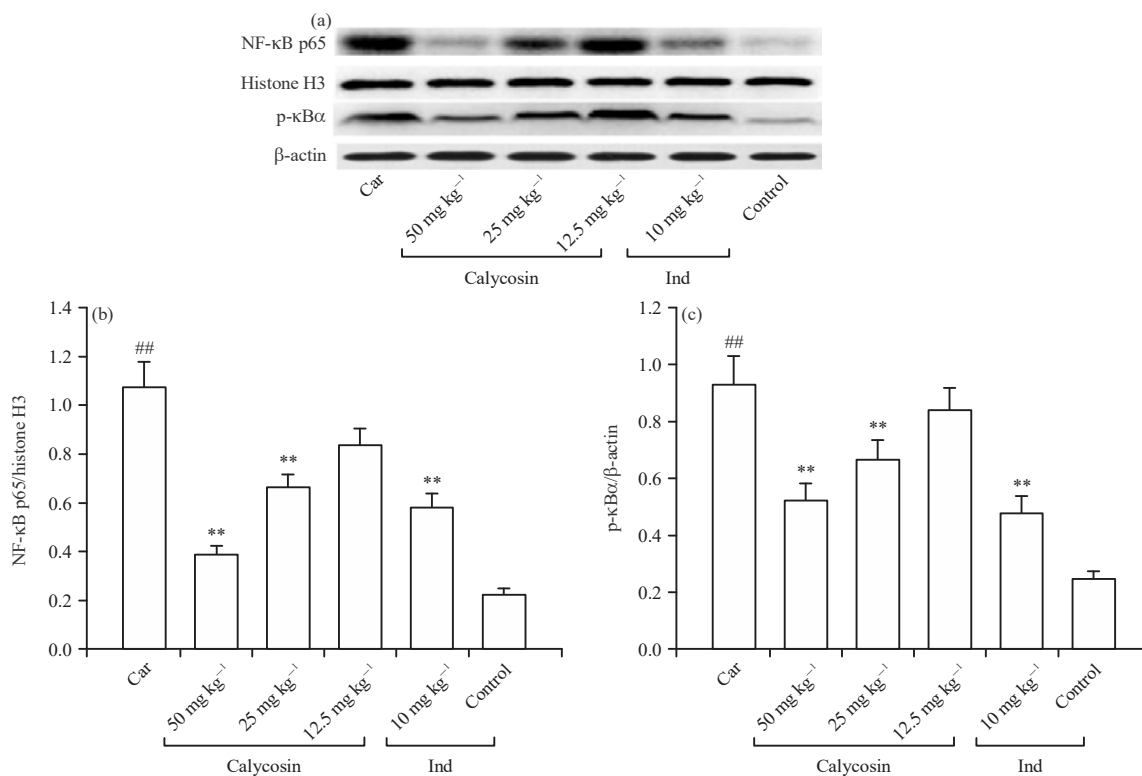 (a)
NF-κB p65
Histone H3
p-κBα
β-actin
Car
50 mg kg⁻¹
25 mg kg⁻¹
12.5 mg kg⁻¹
10 mg kg⁻¹
Control
Calycosin
Ind
(b)
NF-κB p65/histone H3
1.4
1.2
1.0
0.8
0.6
0.4
0.2
0.0
##
**
**
**
Car
50 mg kg⁻¹
25 mg kg⁻¹
12.5 mg kg⁻¹
10 mg kg⁻¹
Control
Calycosin
Ind
(c)
p-κBα/β-actin
1.2
1.0
0.8
0.6
0.4
0.2
0.0
##
**
**
**
Car
50 mg kg⁻¹
25 mg kg⁻¹
12.5 mg kg⁻¹
10 mg kg⁻¹
Control
Calycosin
Ind